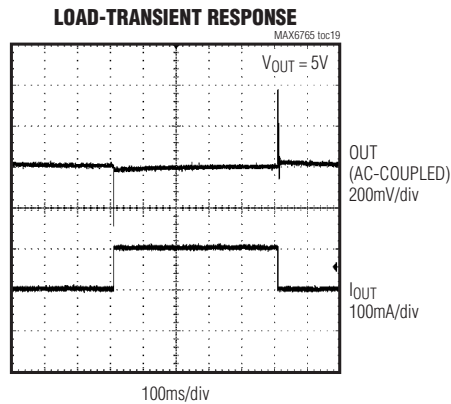 LOAD-TRANSIENT RESPONSE
MAX6765 toc19
VOUT = 5V
OUT
(AC-COUPLED)
200mV/div
IOUT
100mA/div
100ms/div